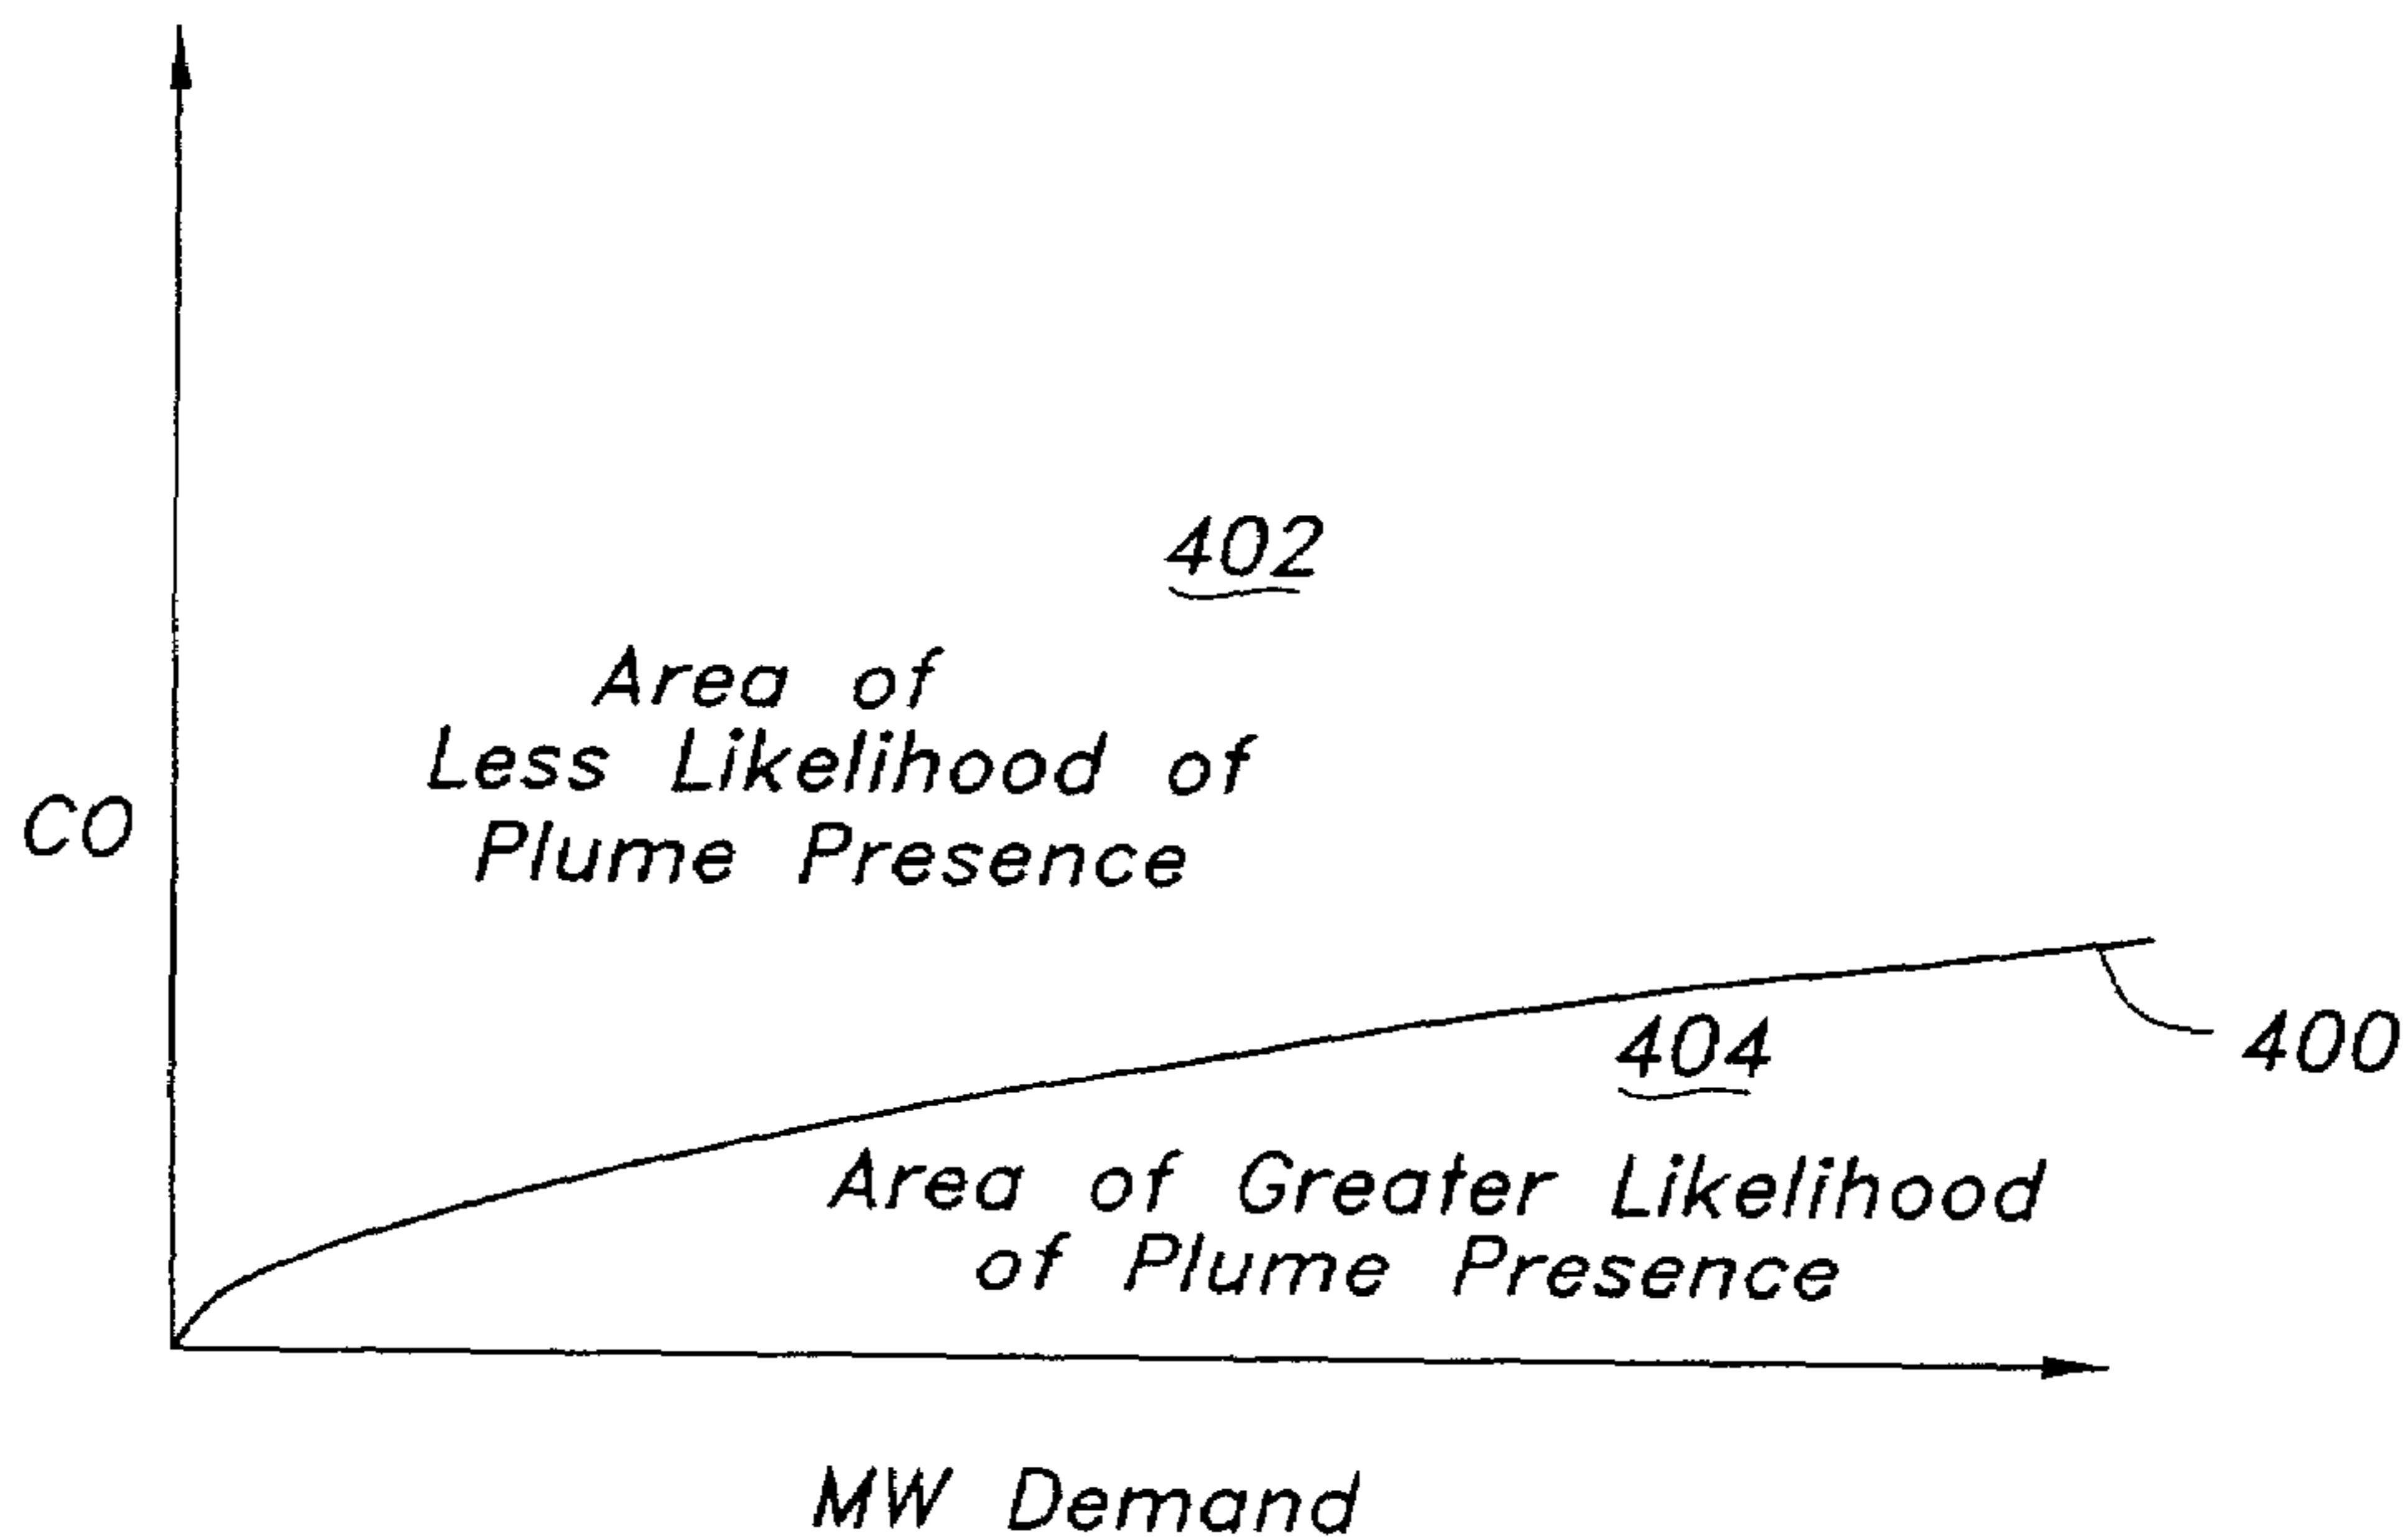 402
Area of
Less Likelihood of
Plume Presence
CO
400
404
Area of Greater Likelihood
of Plume Presence
MW Demand